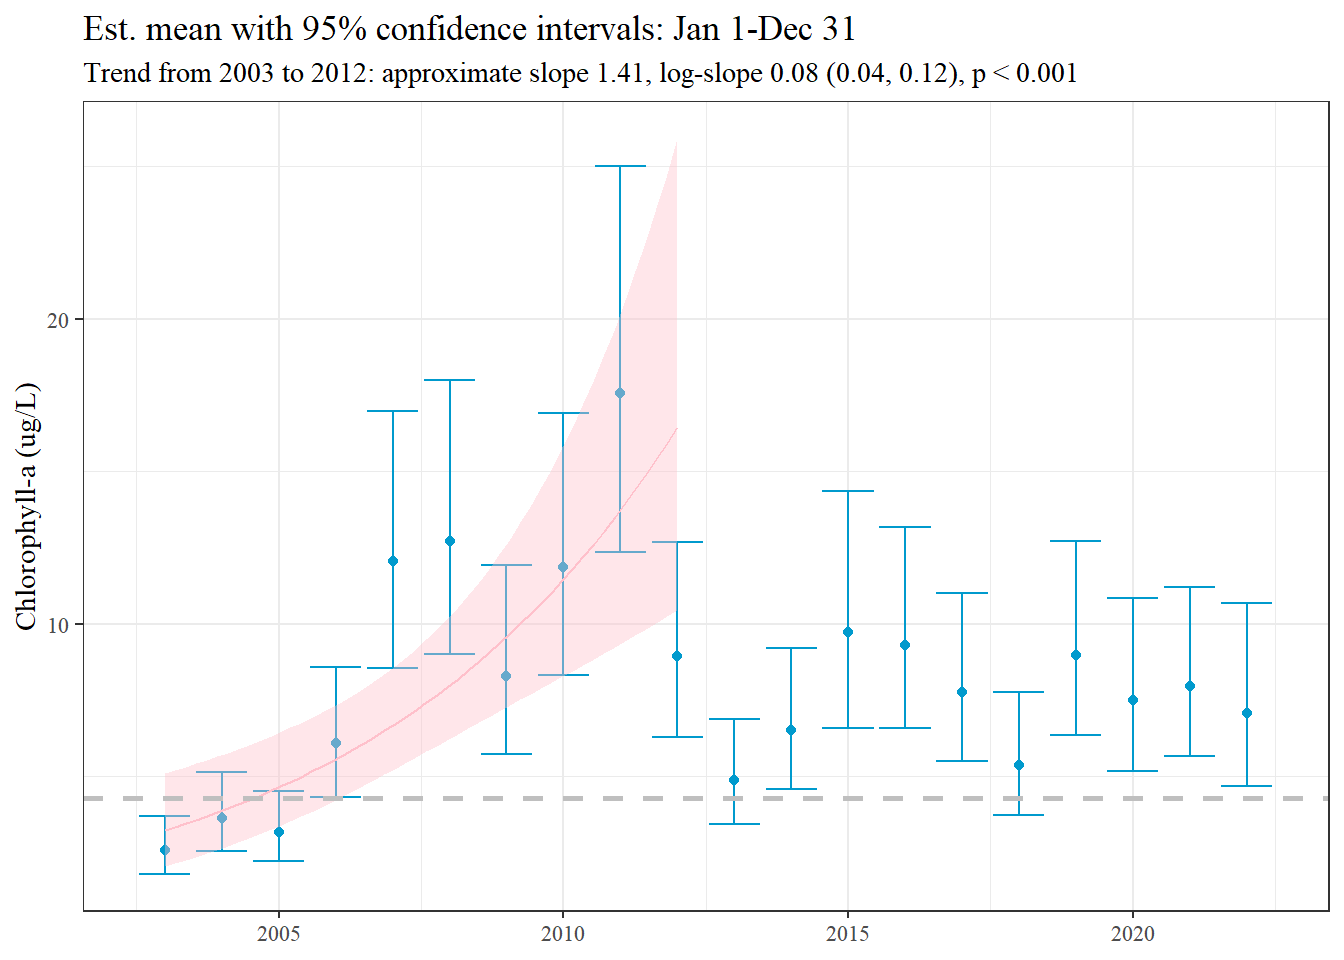 Est. mean with 95% confidence intervals: Jan 1-Dec 31
Trend from 2003 to 2012: approximate slope 1.41, log-slope 0.08 (0.04, 0.12), p < 0.001
Chlorophyll-a (ug/L)
20
10
2005
2010
2015
2020